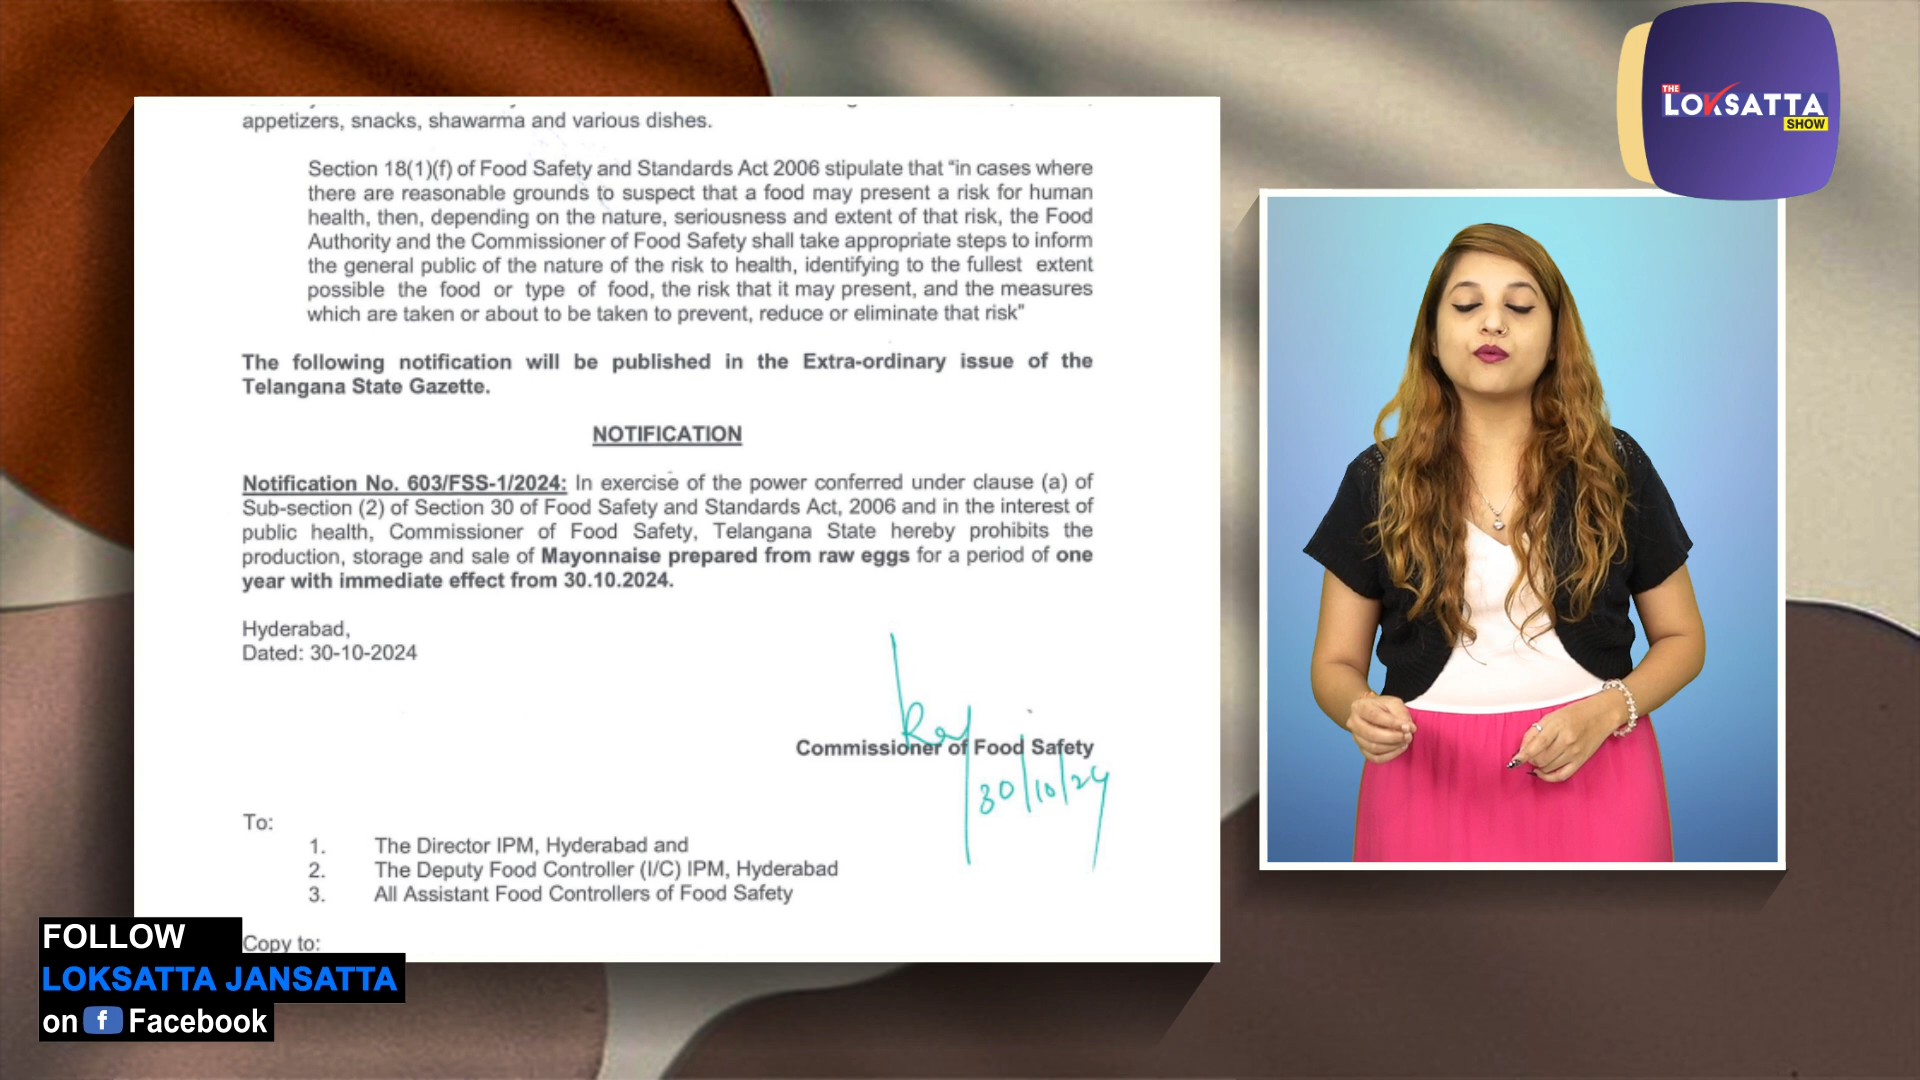 appetizers, snacks, shawarma and various dishes.
Section 18(1)(f) of Food Safety and Standards Act 2006 stipulate that “in cases where
there are reasonable grounds to suspect that a food may present a risk for human
health, then, depending on the nature, seriousness and extent of that risk, the Food
Authority and the Commissioner of Food Safety shall take appropriate steps to inform
the general public of the nature of the risk to health, identifying to the fullest extent
possible the food or type of food, the risk that it may present, and the measures
which are taken or about to be taken to prevent, reduce or eliminate that risk”
The following notification will be published in the Extra-ordinary issue of the
Telangana State Gazette.
NOTIFICATION
Notification No. 603/FSS-1/2024: In exercise of the power conferred under clause (a) of
Sub-section (2) of Section 30 of Food Safety and Standards Act, 2006 and in the interest of
public health, Commissioner of Food Safety, Telangana State hereby prohibits the
production, storage and sale of Mayonnaise prepared from raw eggs for a period of one
year with immediate effect from 30.10.2024.
Hyderabad,
Dated: 30-10-2024
Commissioner of Food Safety
30/10/24
To:
1. The Director IPM, Hyderabad and
2. The Deputy Food Controller (I/C) IPM, Hyderabad
3. All Assistant Food Controllers of Food Safety
Copy to:
THE
LOKSATTA
SHOW
FOLLOW
LOKSATTA JANSATTA
on f Facebook